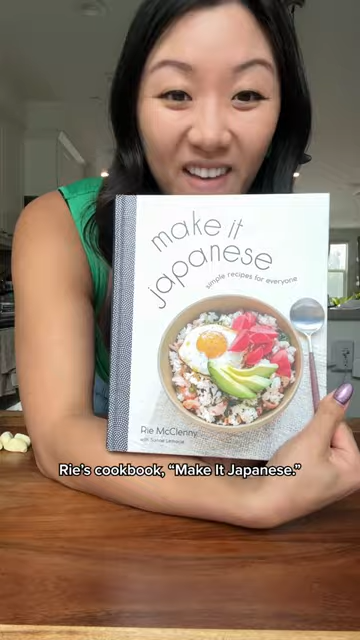 make it
japanese
simple recipes for everyone
Rie McClenny
Rie's cookbook, “Make It Japanese.”